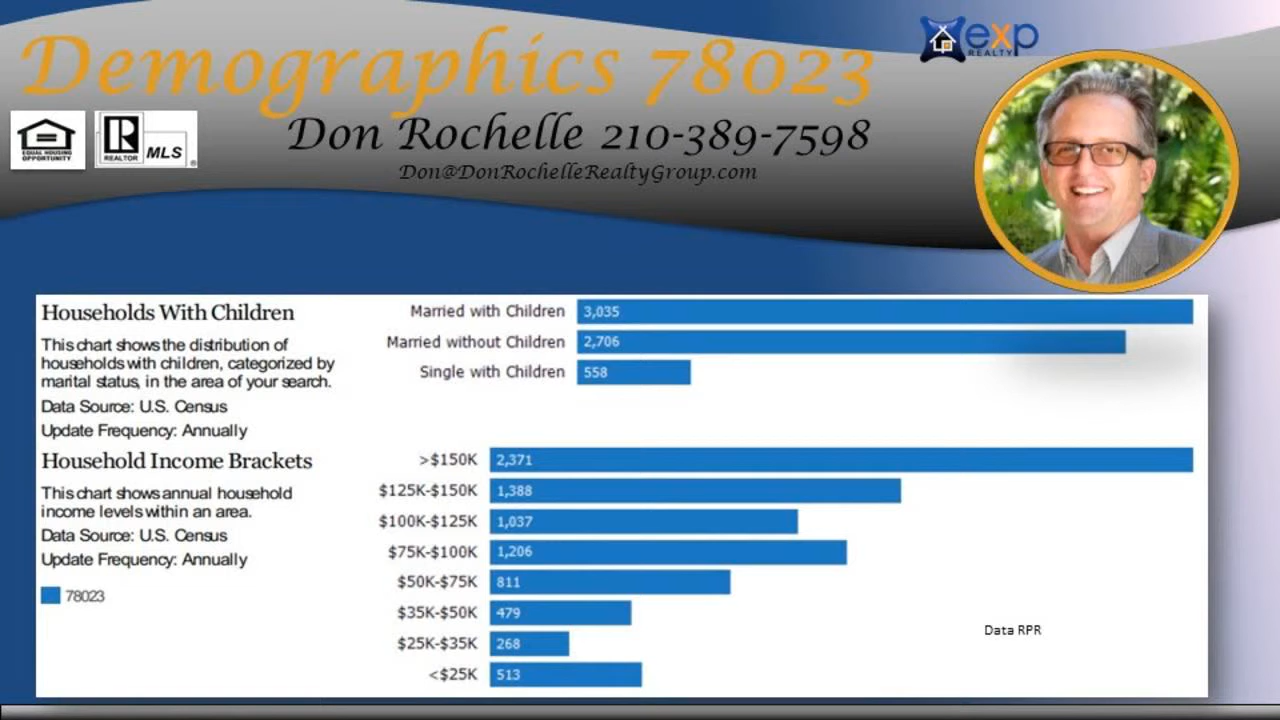 Demographics 78023
exp
REALTY
EQUAL HOUSING
OPPORTUNITY
REALTOR
MLS
®
Don Rochelle 210-389-7598
Don@DonRochelleRealtyGroup.com
Households With Children
This chart shows the distribution of
households with children, categorized by
marital status, in the area of your search.
Data Source: U.S. Census
Update Frequency: Annually
Married with Children 3,035
Married without Children 2,706
Single with Children 558
Household Income Brackets
This chart shows annual household
income levels within an area.
Data Source: U.S. Census
Update Frequency: Annually
78023
>$150K 2,371
$125K-$150K 1,388
$100K-$125K 1,037
$75K-$100K 1,206
$50K-$75K 811
$35K-$50K 479
$25K-$35K 268
<$25K 513
Data RPR